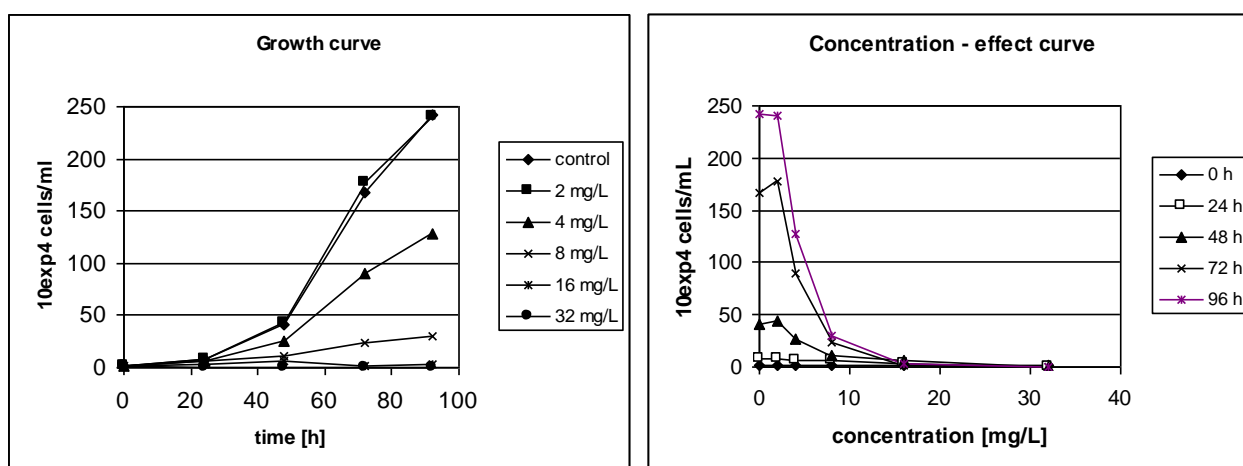 Growth curve
250
200
150
100
50
0
0 20 40 60 80 100
10exp4 cells/ml
time [h]
control
2 mg/L
4 mg/L
8 mg/L
16 mg/L
32 mg/L
Concentration - effect curve
250
200
150
100
50
0
0 10 20 30 40
10exp4 cells/mL
concentration [mg/L]
0 h
24 h
48 h
72 h
96 h